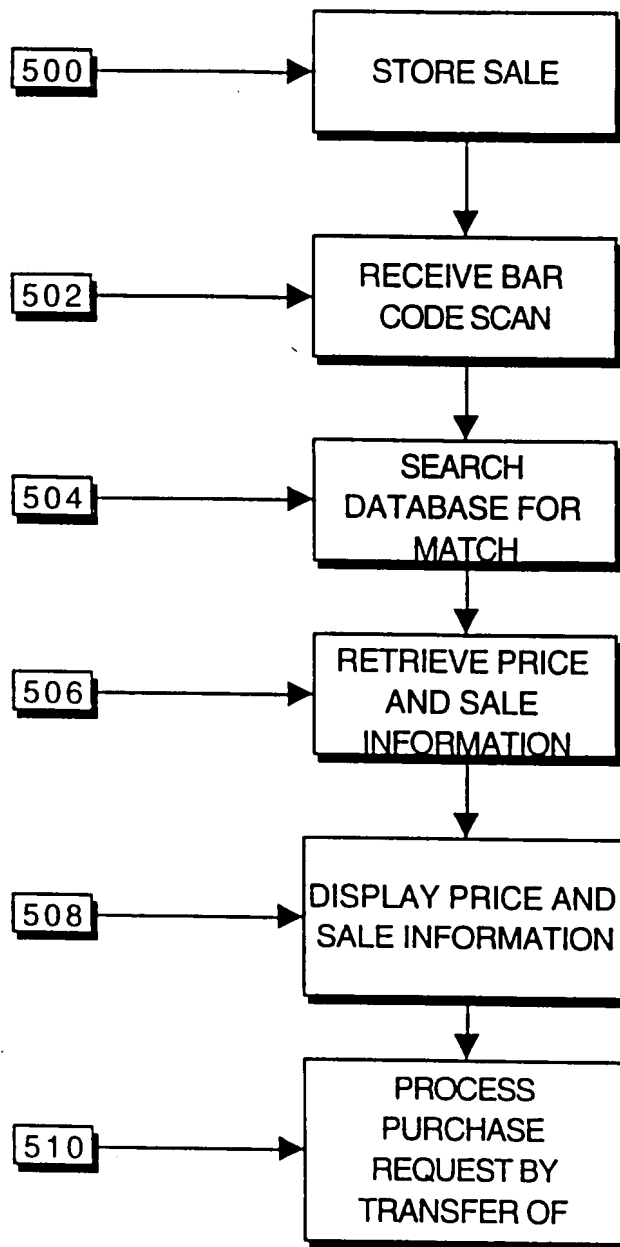 500
STORE SALE
502
RECEIVE BAR
CODE SCAN
504
SEARCH
DATABASE FOR
MATCH
506
RETRIEVE PRICE
AND SALE
INFORMATION
508
DISPLAY PRICE AND
SALE INFORMATION
510
PROCESS
PURCHASE
REQUEST BY
TRANSFER OF